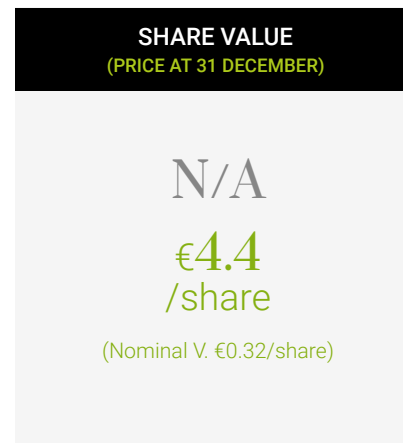 SHARE VALUE
(PRICE AT 31 DECEMBER)
N/A
€4.4
/share
(Nominal V. €0.32/share)